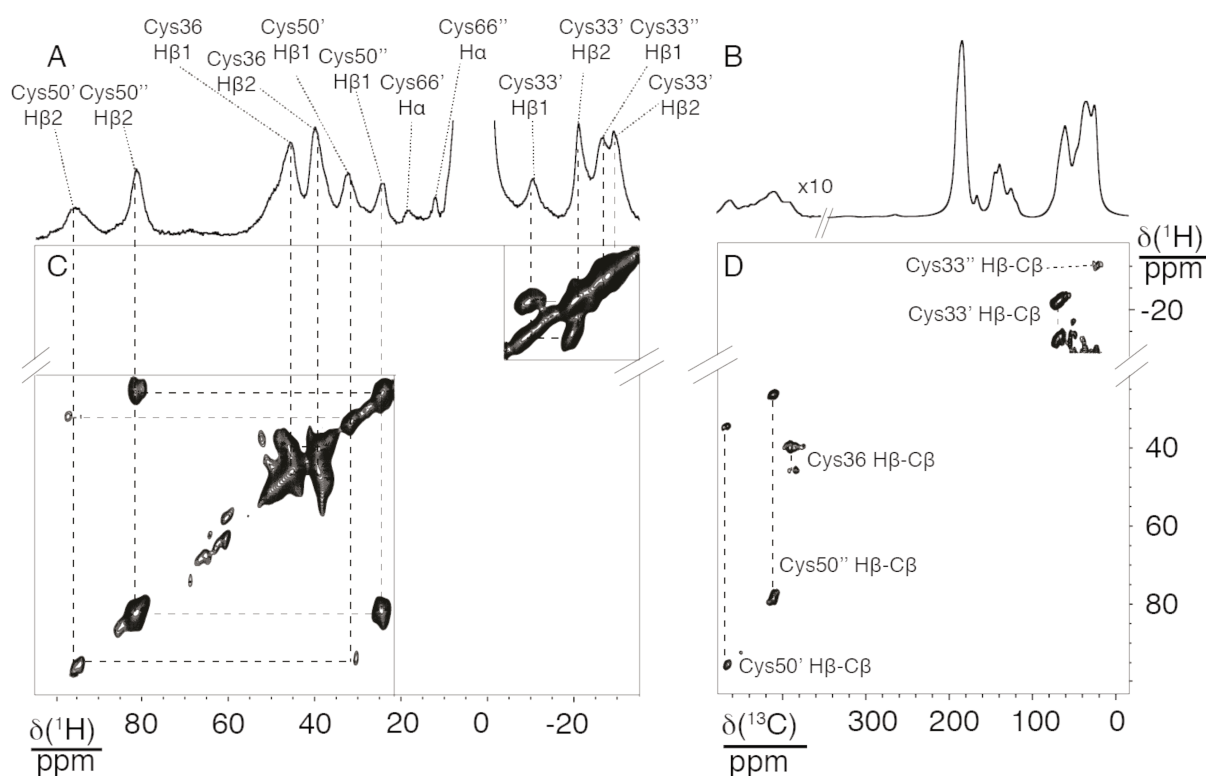 A
Cys50'
Hβ2
Cys50''
Hβ2
Cys36
Hβ1
Cys36
Hβ2
Cys50'
Hβ1
Cys50''
Hβ1
Cys66'
Hα
Cys66''
Hα
Cys33'
Hβ1
Cys33'
Hβ2
Cys33''
Hβ1
Cys33'
Hβ2
B
x10
C
80
60
40
20
0
-20
δ(¹H)
ppm
D
δ(¹H)
ppm
Cys33'' Hβ-Cβ
Cys33' Hβ-Cβ
-20
40
Cys36 Hβ-Cβ
60
Cys50'' Hβ-Cβ
80
Cys50' Hβ-Cβ
300
200
100
0
δ(¹³C)
ppm